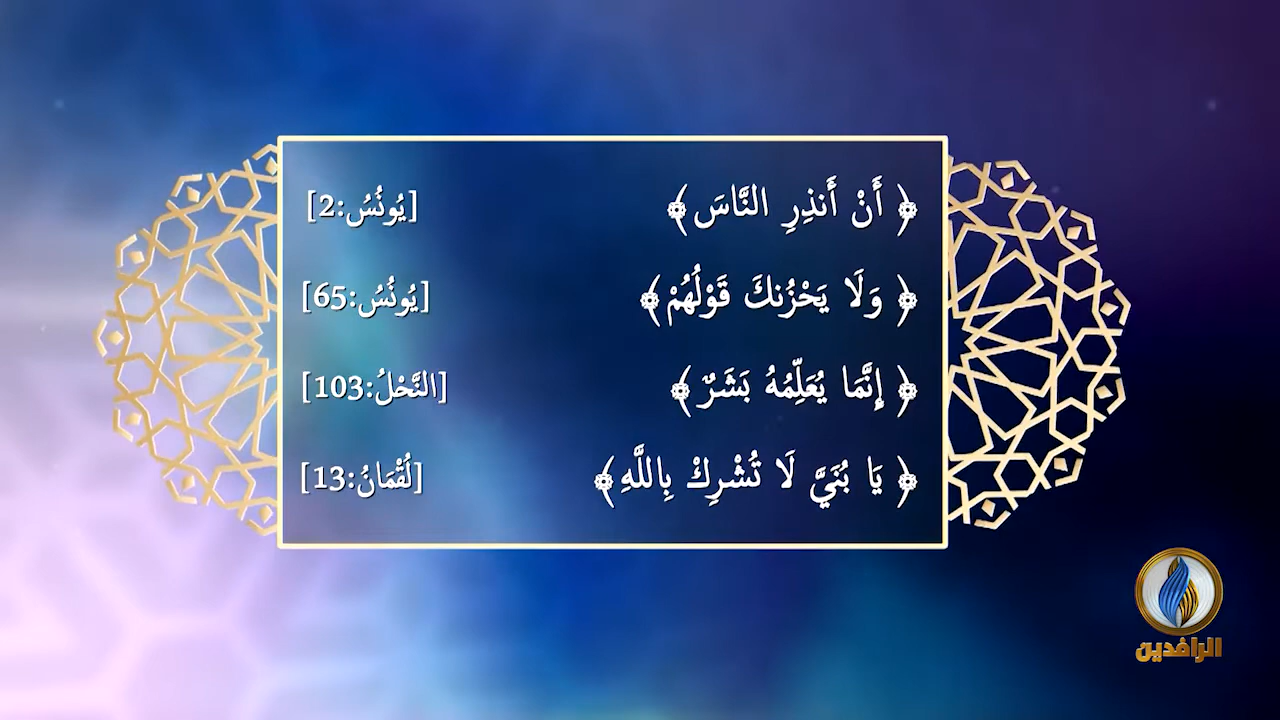 ﴿ أَنْ أَنذِرِ النَّاسَ ﴾ [يُونُسُ:2]
﴿ وَلَا يَحْزُنكَ قَوْلُهُمْ ﴾ [يُونُسُ:65]
﴿ إِنَّمَا يُعَلِّمُهُ بَشَرٌ ﴾ [النَّحْلُ:103]
﴿ يَا بُنَيَّ لَا تُشْرِكْ بِاللَّهِ ﴾ [لُقْمَانُ:13]
الرافدين